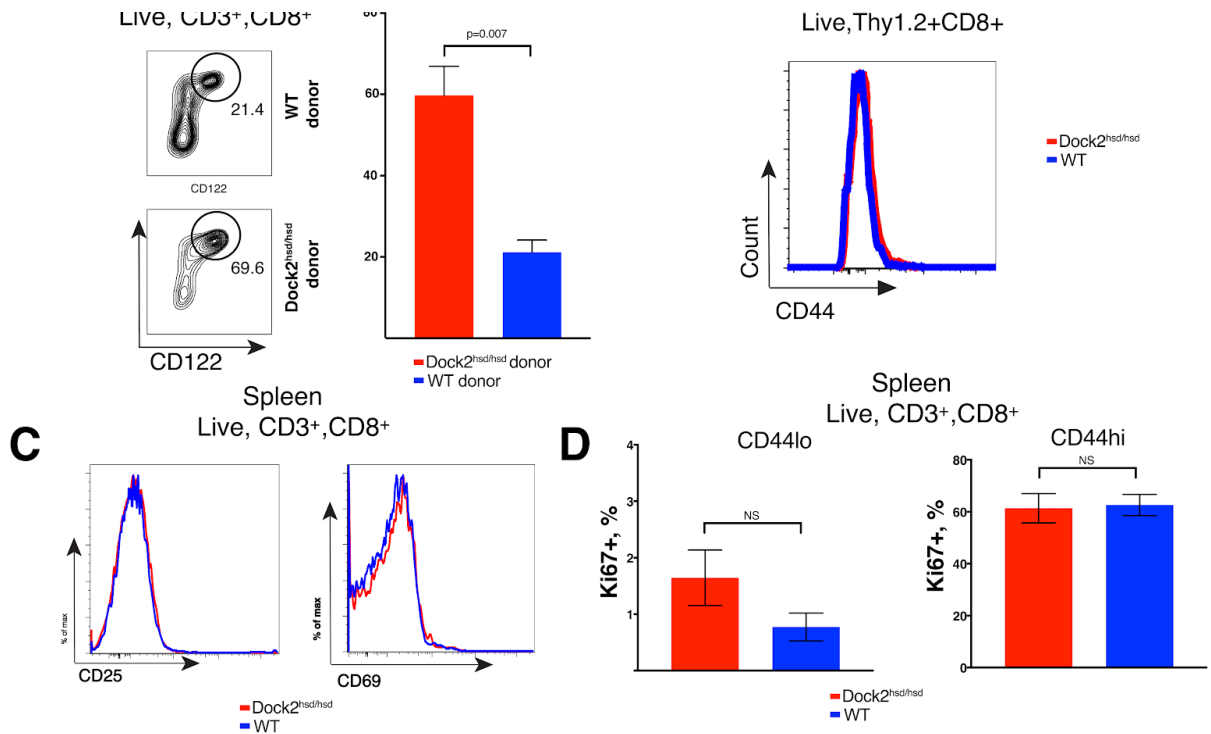 Live, CD3+,CD8+
21.4
WT
donor
CD122
69.6
Dock2hsd/hsd
donor
CD122
80
60
40
20
p=0.007
Dock2hsd/hsd donor
WT donor
Live,Thy1.2+CD8+
Count
CD44
Dock2hsd/hsd
WT
C
Spleen
Live, CD3+,CD8+
% of max
CD25
% of max
CD69
Dock2hsd/hsd
WT
D
Spleen
Live, CD3+,CD8+
CD44lo
Ki67+, %
4
3
2
1
NS
CD44hi
Ki67+, %
80
60
40
20
0
NS
Dock2hsd/hsd
WT